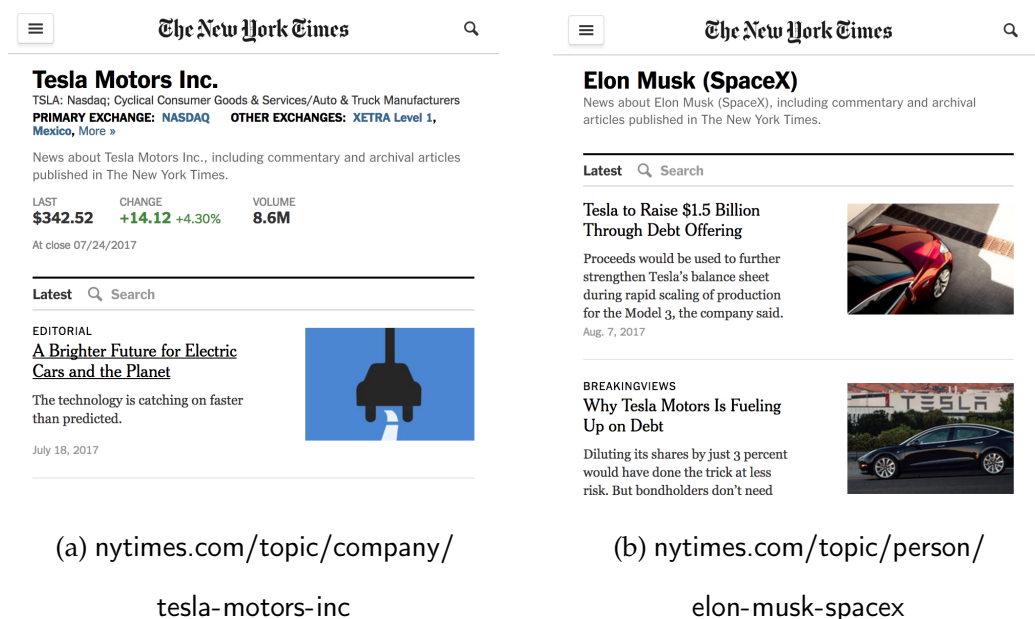 The New York Times
Tesla Motors Inc.
TSLA: Nasdaq; Cyclical Consumer Goods & Services/Auto & Truck Manufacturers
PRIMARY EXCHANGE: NASDAQ OTHER EXCHANGES: XETRA Level 1,
Mexico, More »
News about Tesla Motors Inc., including commentary and archival articles
published in The New York Times.
LAST CHANGE VOLUME
$342.52 +14.12 +4.30% 8.6M
At close 07/24/2017
Latest Search
EDITORIAL
A Brighter Future for Electric
Cars and the Planet
The technology is catching on faster
than predicted.
July 18, 2017
(a) nytimes.com/topic/company/
tesla-motors-inc
The New York Times
Elon Musk (SpaceX)
News about Elon Musk (SpaceX), including commentary and archival
articles published in The New York Times.
Latest Search
Tesla to Raise $1.5 Billion
Through Debt Offering
Proceeds would be used to further
strengthen Tesla's balance sheet
during rapid scaling of production
for the Model 3, the company said.
Aug. 7, 2017
BREAKINGVIEWS
Why Tesla Motors Is Fueling
Up on Debt
Diluting its shares by just 3 percent
would have done the trick at less
risk. But bondholders don't need
TESLA
(b) nytimes.com/topic/person/
elon-musk-spacex